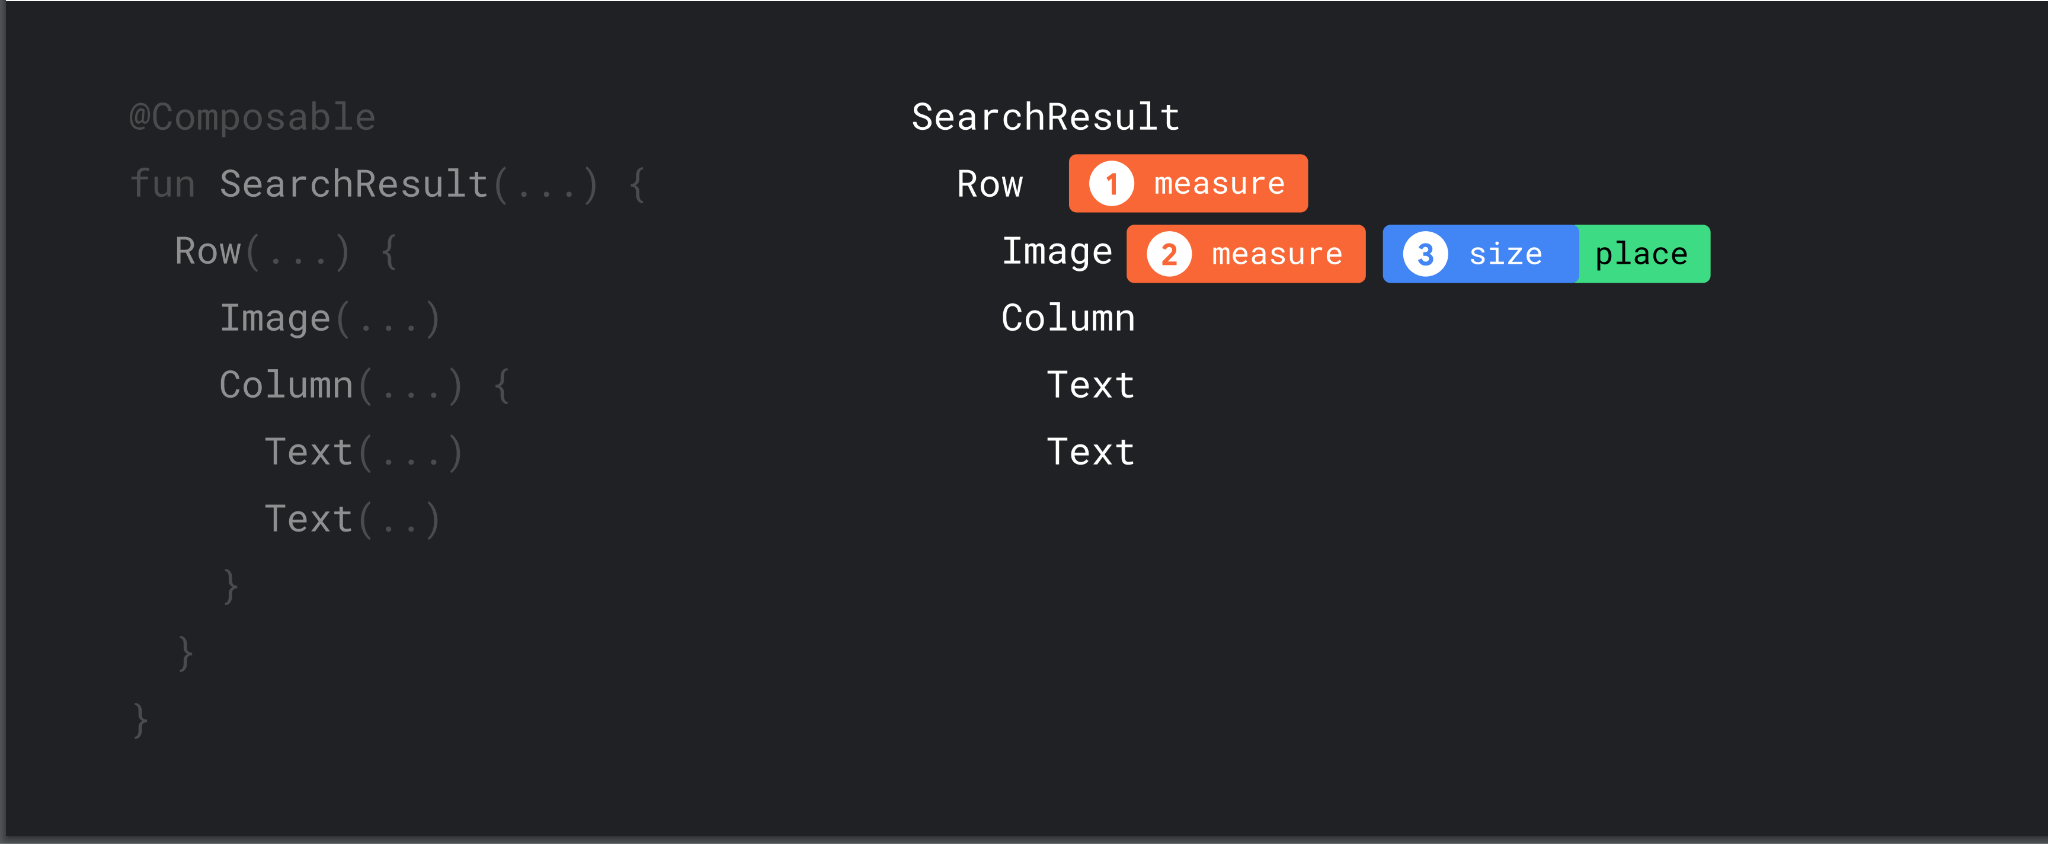 @Composable
fun SearchResult(...) {
Row(...) {
Image(...)
Column(...) {
Text(...)
Text(..)
}
}
}
SearchResult
Row 1 measure
Image 2 measure 3 size place
Column
Text
Text